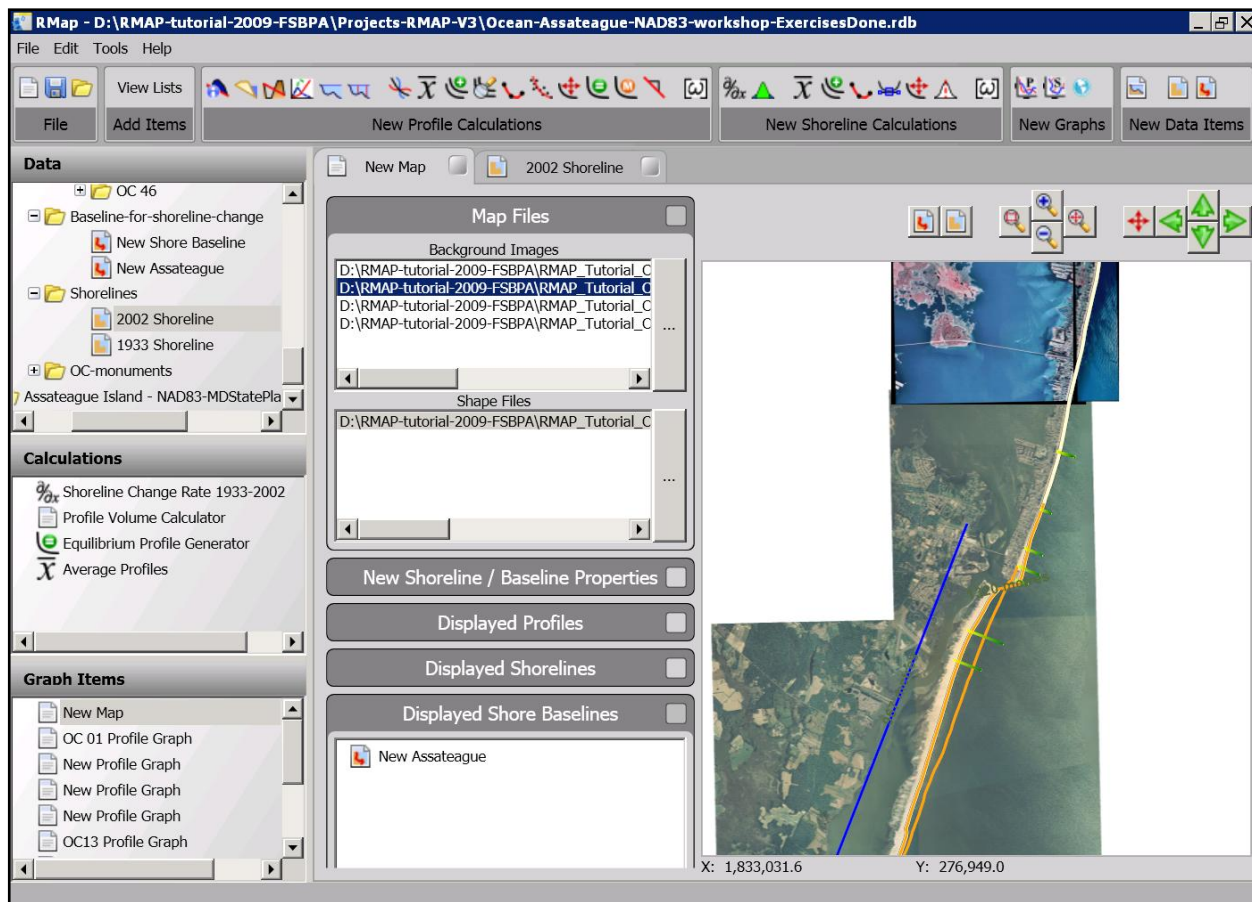 RMap - D:\RMAP-tutorial-2009-FSBPA\Projects-RMAP-V3\Ocean-Assateague-NAD83-workshop-ExercisesDone.rdb
File Edit Tools Help
View Lists
File
Add Items
New Profile Calculations
New Shoreline Calculations
New Graphs
New Data Items
Data
OC 46
Baseline-for-shoreline-change
New Shore Baseline
New Assateague
Shorelines
2002 Shoreline
1933 Shoreline
OC-monuments
Assateague Island - NAD83-MDStatePla
Calculations
Shoreline Change Rate 1933-2002
Profile Volume Calculator
Equilibrium Profile Generator
Average Profiles
Graph Items
New Map
OC 01 Profile Graph
New Profile Graph
New Profile Graph
New Profile Graph
OC13 Profile Graph
New Map
2002 Shoreline
Map Files
Background Images
D:\RMAP-tutorial-2009-FSBPA\RMAP_Tutorial_C
D:\RMAP-tutorial-2009-FSBPA\RMAP_Tutorial_C
D:\RMAP-tutorial-2009-FSBPA\RMAP_Tutorial_C
D:\RMAP-tutorial-2009-FSBPA\RMAP_Tutorial_C
...
Shape Files
D:\RMAP-tutorial-2009-FSBPA\RMAP_Tutorial_C
...
New Shoreline / Baseline Properties
Displayed Profiles
Displayed Shorelines
Displayed Shore Baselines
New Assateague
X: 1,833,031.6 Y: 276,949.0